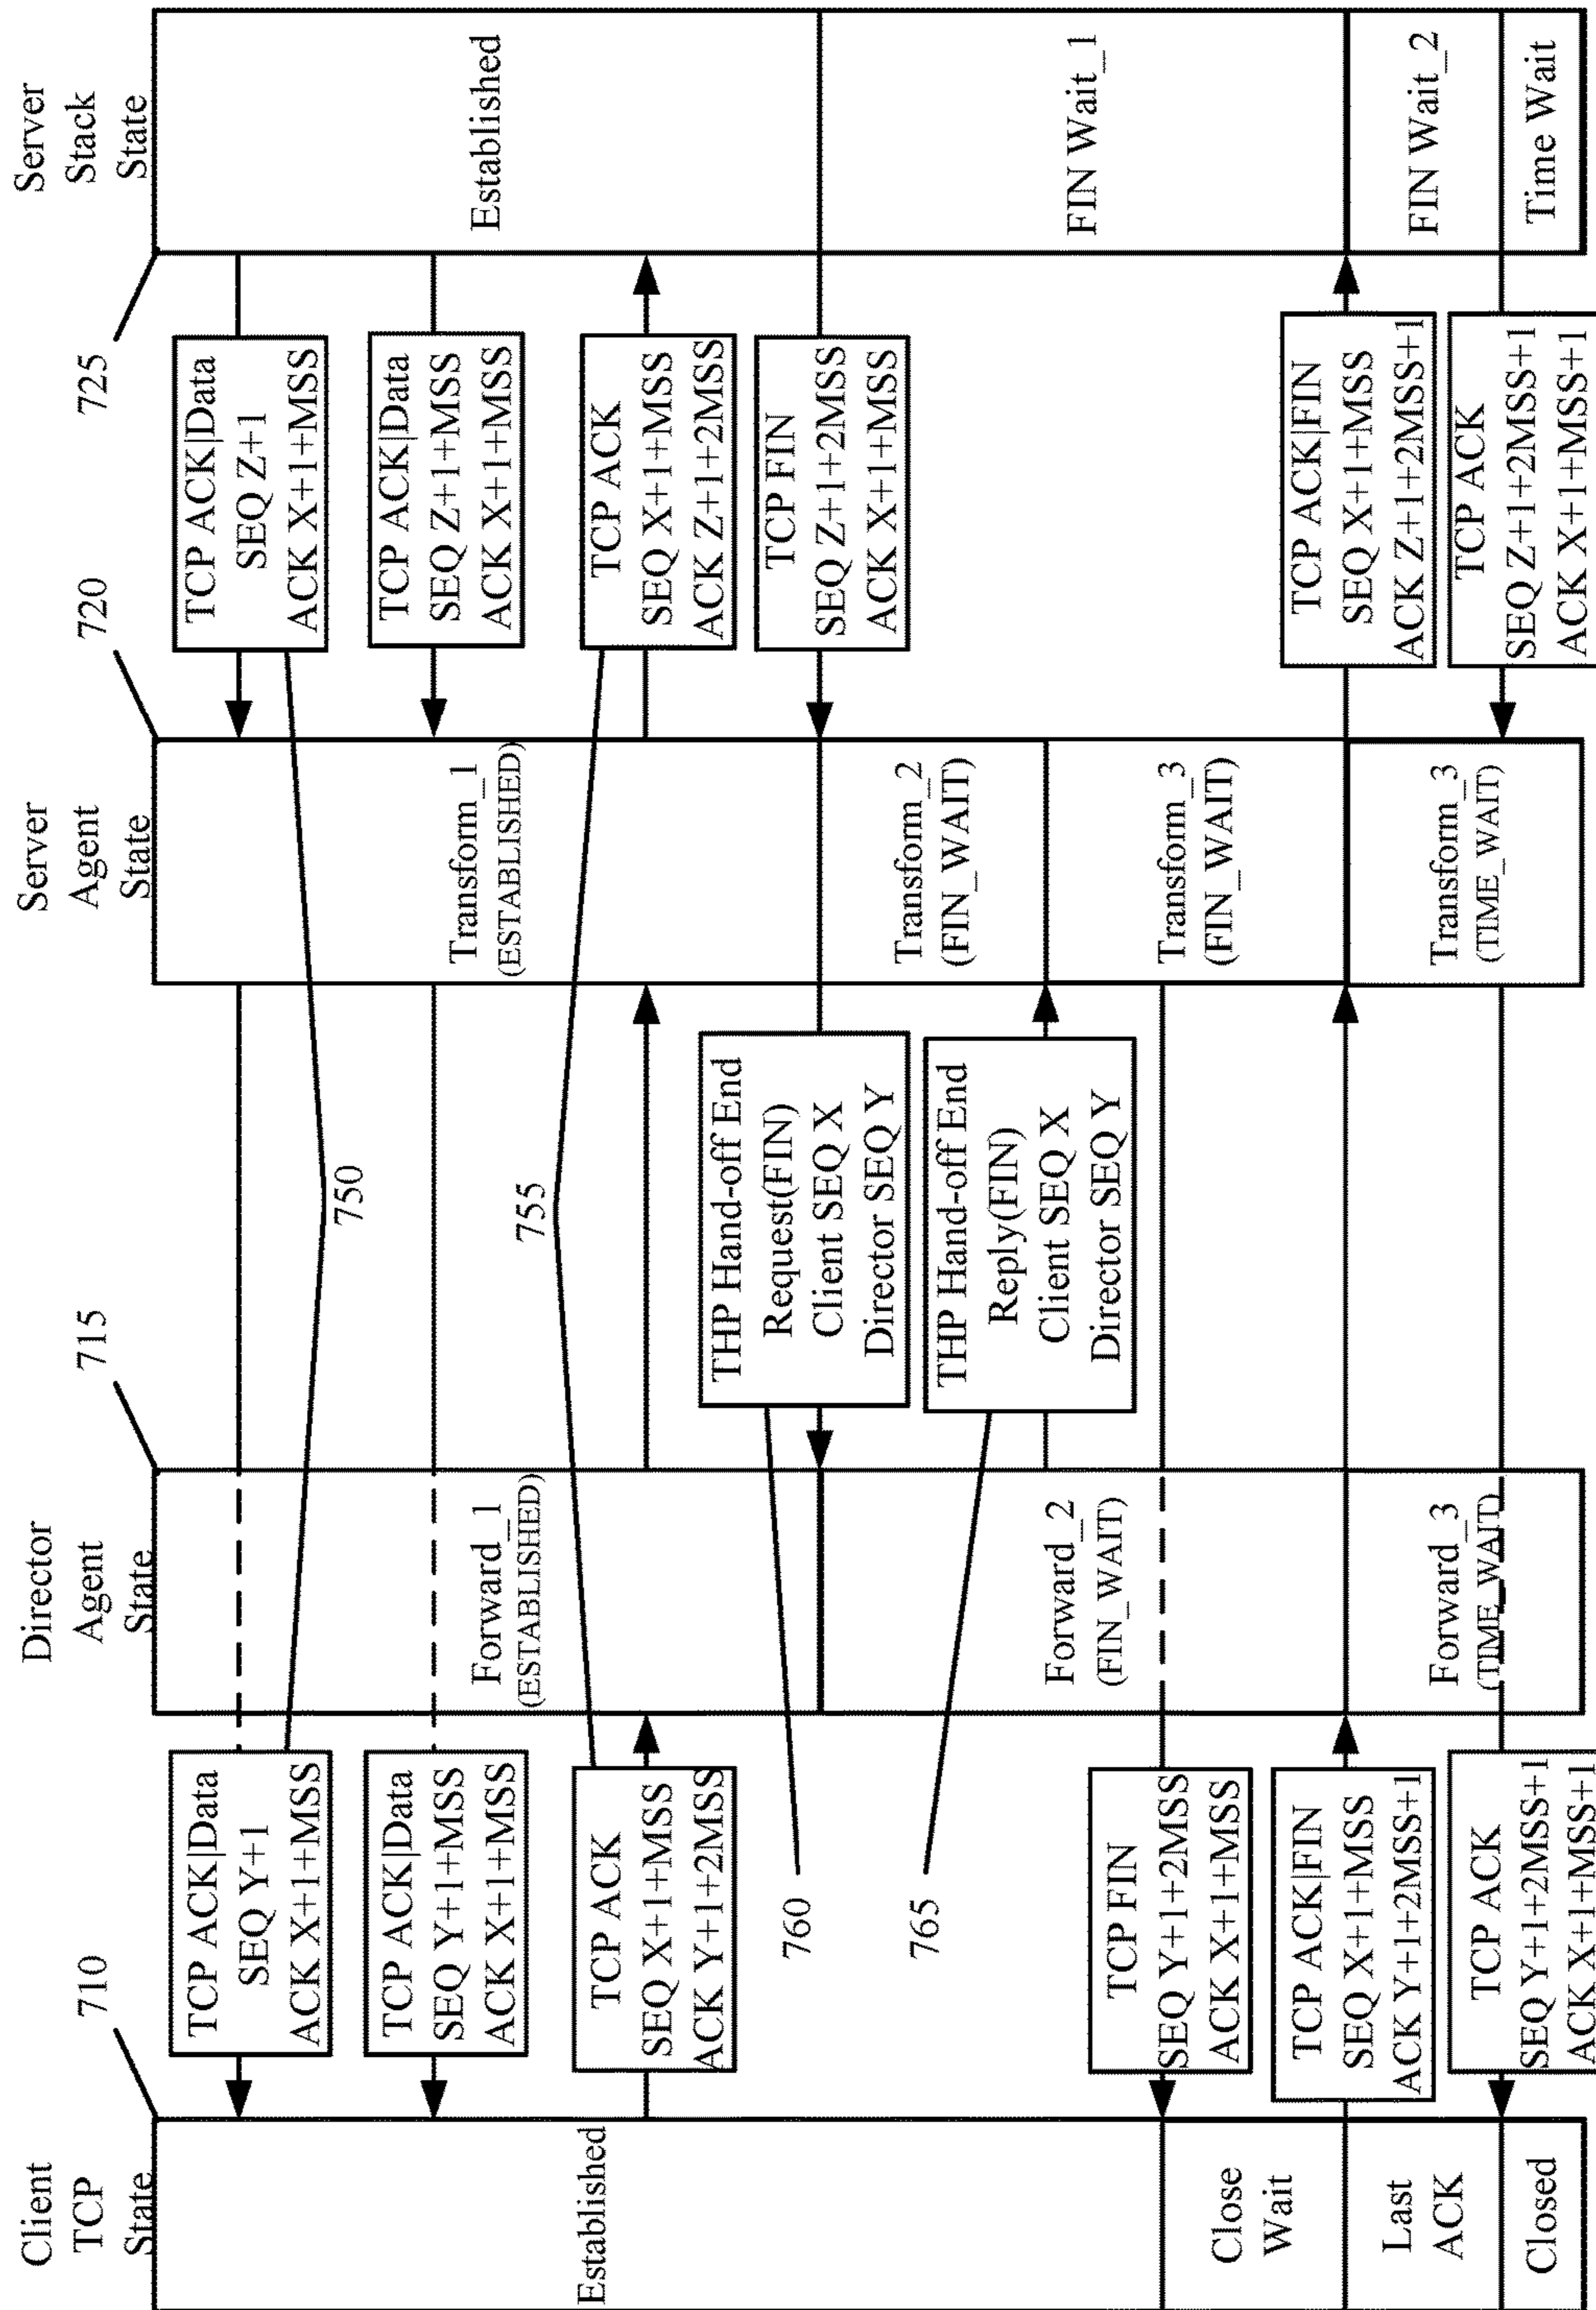 Client
TCP
State
Director
Agent
State
Server
Agent
State
Server
Stack
State
710
715
720
725
Established
Close
Wait
Last
ACK
Closed
TCP ACK|Data
SEQ Y+1
ACK X+1+MSS
TCP ACK|Data
SEQ Y+1+MSS
ACK X+1+MSS
TCP ACK
SEQ X+1+MSS
ACK Y+1+2MSS
760
765
TCP FIN
SEQ Y+1+2MSS
ACK X+1+MSS
TCP ACK|FIN
SEQ X+1+MSS
ACK Y+1+2MSS+1
TCP ACK
SEQ Y+1+2MSS+1
ACK X+1+MSS+1
Forward_1
(ESTABLISHED)
Forward_2
(FIN_WAIT)
Forward_3
(TIME_WAIT)
750
755
THP Hand-off End
Request(FIN)
Client SEQ X
Director SEQ Y
THP Hand-off End
Reply(FIN)
Client SEQ X
Director SEQ Y
Transform_1
(ESTABLISHED)
Transform_2
(FIN_WAIT)
Transform_3
(FIN_WAIT)
Transform_3
(TIME_WAIT)
TCP ACK|Data
SEQ Z+1
ACK X+1+MSS
TCP ACK|Data
SEQ Z+1+MSS
ACK X+1+MSS
TCP ACK
SEQ X+1+MSS
ACK Z+1+2MSS
TCP FIN
SEQ Z+1+2MSS
ACK X+1+MSS
TCP ACK|FIN
SEQ X+1+MSS
ACK Z+1+2MSS+1
TCP ACK
SEQ Z+1+2MSS+1
ACK X+1+MSS+1
Established
FIN Wait_1
FIN Wait_2
Time Wait